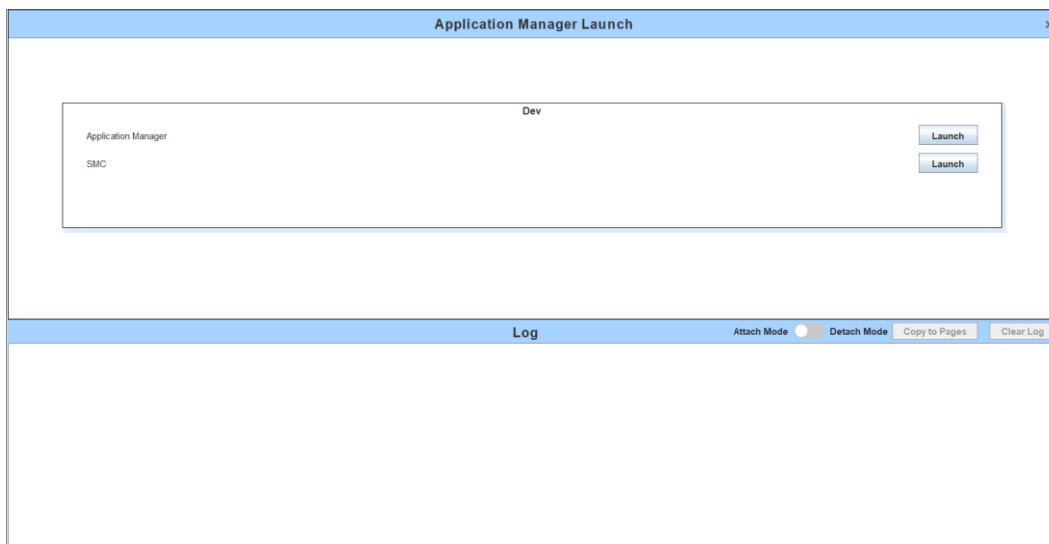 Application Manager Launch
Dev
Application Manager Launch
SMC Launch
Log Attach Mode Detach Mode Copy to Pages Clear Log